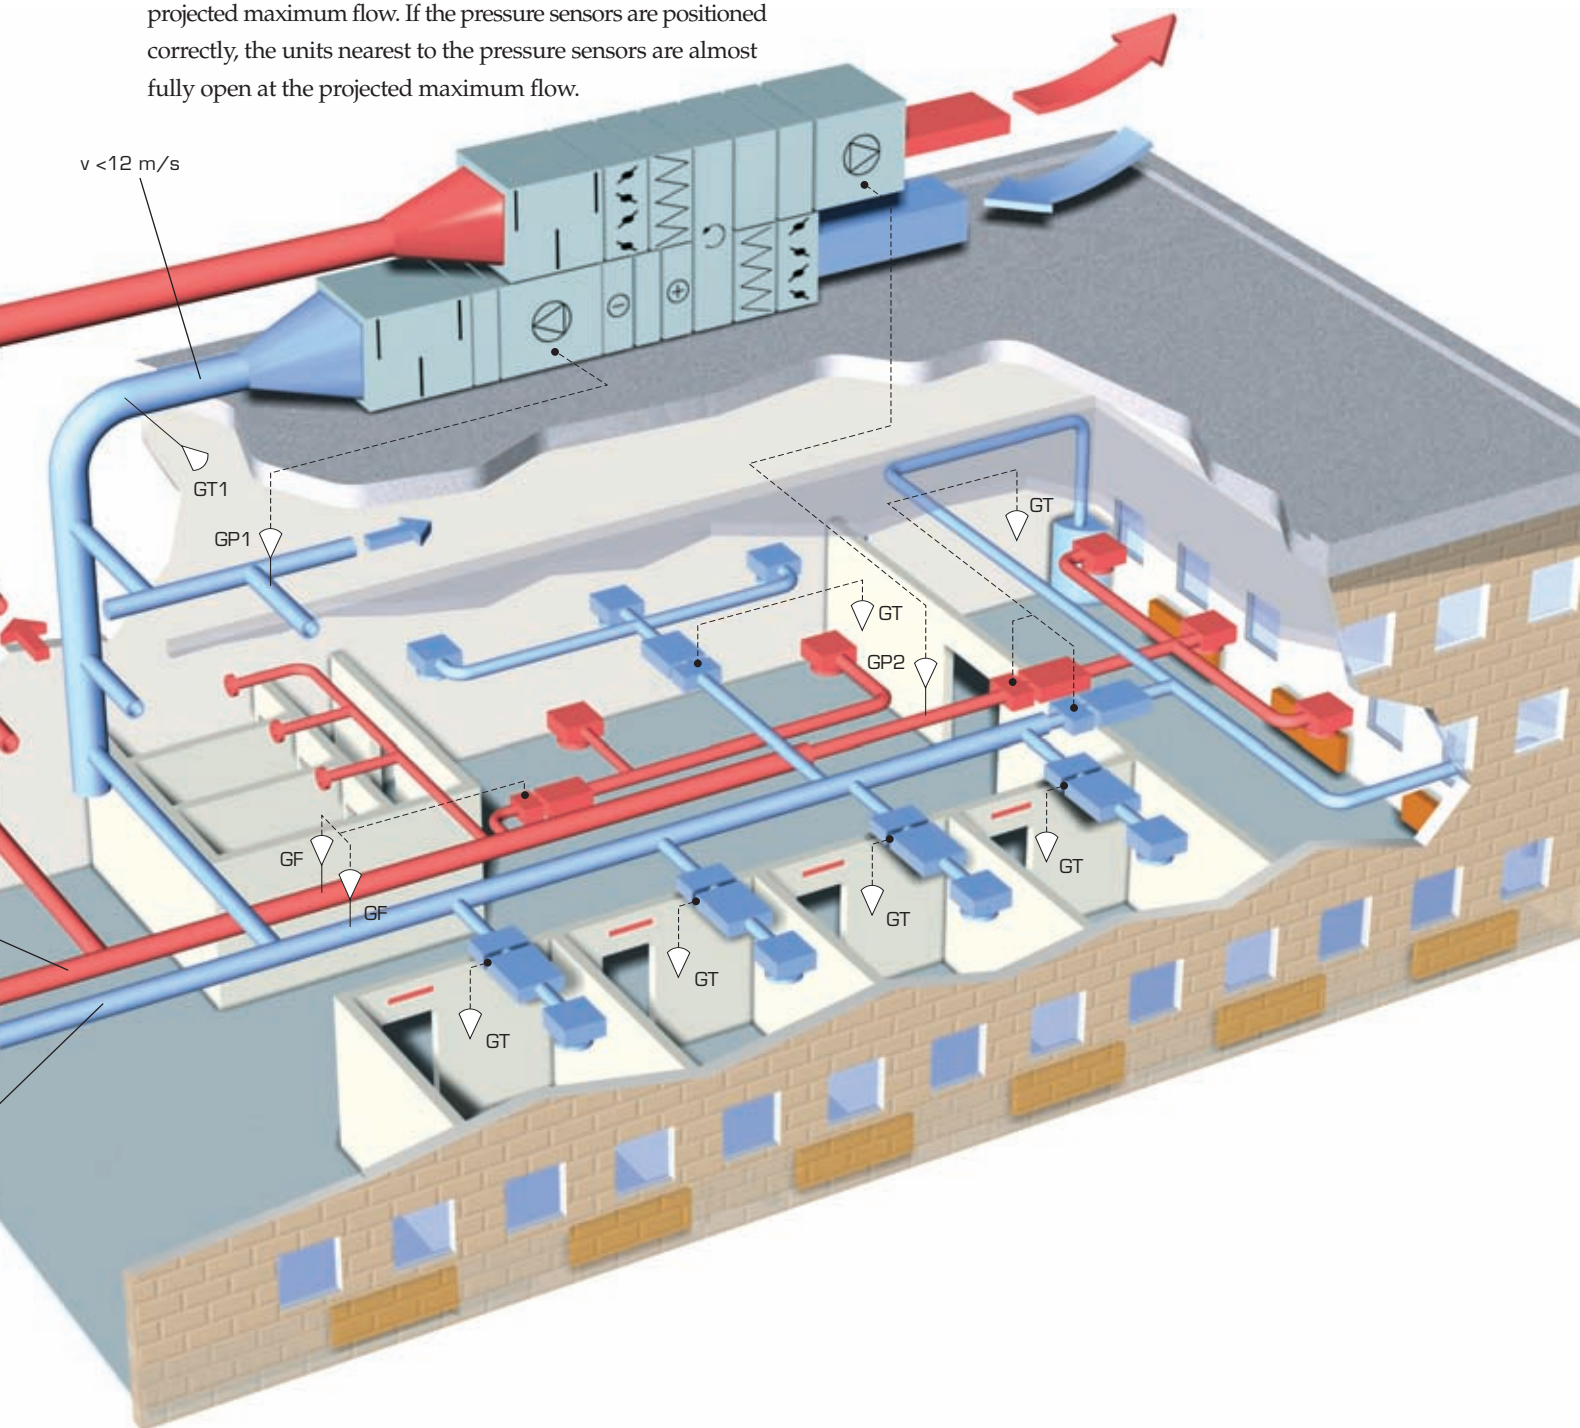 projected maximum flow. If the pressure sensors are positioned
correctly, the units nearest to the pressure sensors are almost
fully open at the projected maximum flow.
v <12 m/s
GT1
GP1
GT
GT
GP2
GF
GF
GT
GT
GT
GT